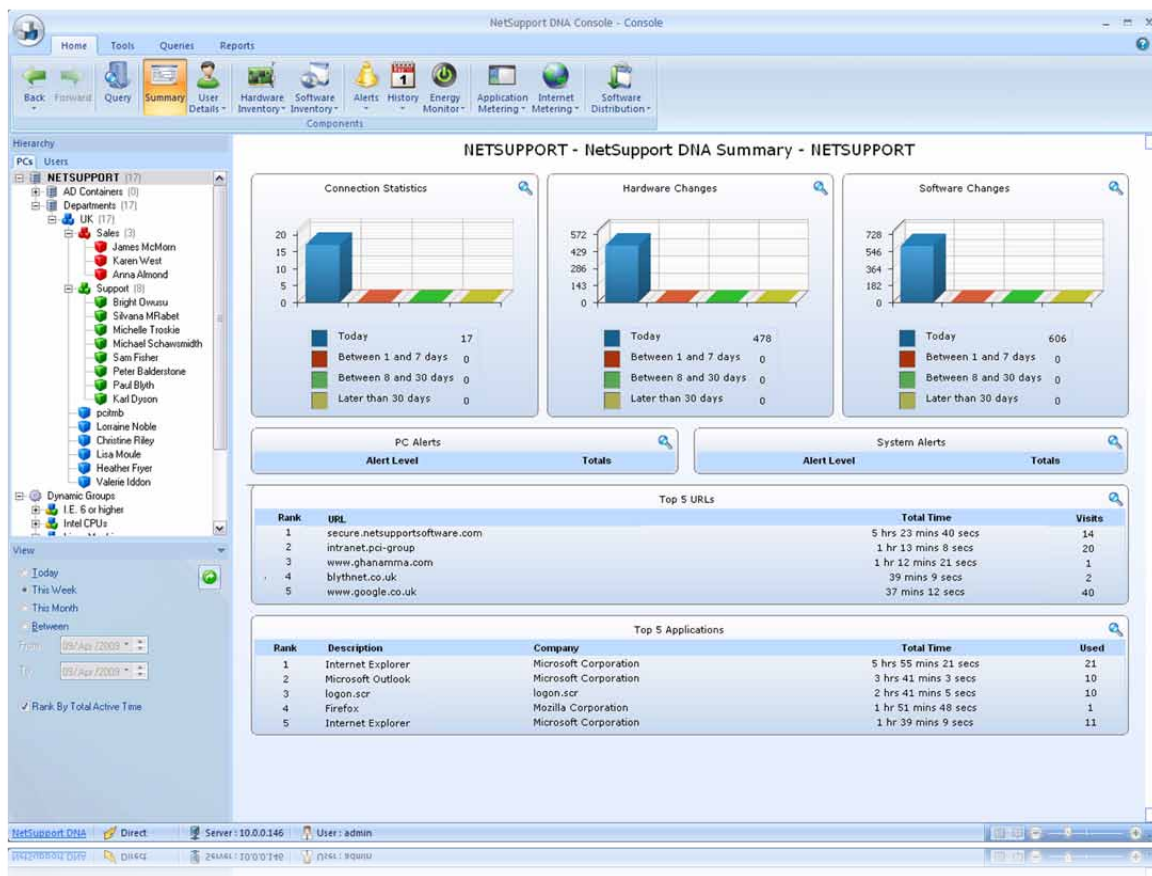 NetSupport DNA Console - Console
Home Tools Queries Reports
Back Forward Query Summary User Details Hardware Inventory Software Inventory Alerts History Energy Monitor Application Metering Internet Metering Software Distribution
Components
Hierarchy
PCs Users
NETSUPPORT (17)
AD Containers (0)
Departments (17)
UK (17)
Sales (3)
James McMorn
Karen West
Anna Almond
Support (8)
Bright Owusu
Silvana MRabet
Michelle Troskie
Michael Schawsmidth
Sam Fisher
Peter Balderstone
Paul Blyth
Karl Dyson
pcitmb
Lorraine Noble
Christine Riley
Lisa Moule
Heather Fryer
Valerie Iddon
Dynamic Groups
I.E. 6 or higher
Intel CPUs
View
Today
This Week
This Month
Between
From 09/Apr/2009
To 09/Apr/2009
Rank By Total Active Time
NETSUPPORT - NetSupport DNA Summary - NETSUPPORT
Connection Statistics
20
15
10
5
0
Today 17
Between 1 and 7 days 0
Between 8 and 30 days 0
Later than 30 days 0
Hardware Changes
572
429
286
143
0
Today 478
Between 1 and 7 days 0
Between 8 and 30 days 0
Later than 30 days 0
Software Changes
728
546
364
182
0
Today 606
Between 1 and 7 days 0
Between 8 and 30 days 0
Later than 30 days 0
PC Alerts
Alert Level Totals
System Alerts
Alert Level Totals
Top 5 URLs
Rank URL Total Time Visits
1 secure.netsupportsoftware.com 5 hrs 23 mins 40 secs 14
2 intranet.pci-group 1 hr 13 mins 8 secs 20
3 www.ghanamma.com 1 hr 12 mins 21 secs 1
4 blythnet.co.uk 39 mins 9 secs 2
5 www.google.co.uk 37 mins 12 secs 40
Top 5 Applications
Rank Description Company Total Time Used
1 Internet Explorer Microsoft Corporation 5 hrs 55 mins 21 secs 21
2 Microsoft Outlook Microsoft Corporation 3 hrs 41 mins 3 secs 10
3 logon.scr logon.scr 2 hrs 41 mins 5 secs 10
4 Firefox Mozilla Corporation 1 hr 51 mins 48 secs 1
5 Internet Explorer Microsoft Corporation 1 hr 39 mins 9 secs 11
NetSupport DNA Direct Server : 10.0.0.146 User : admin